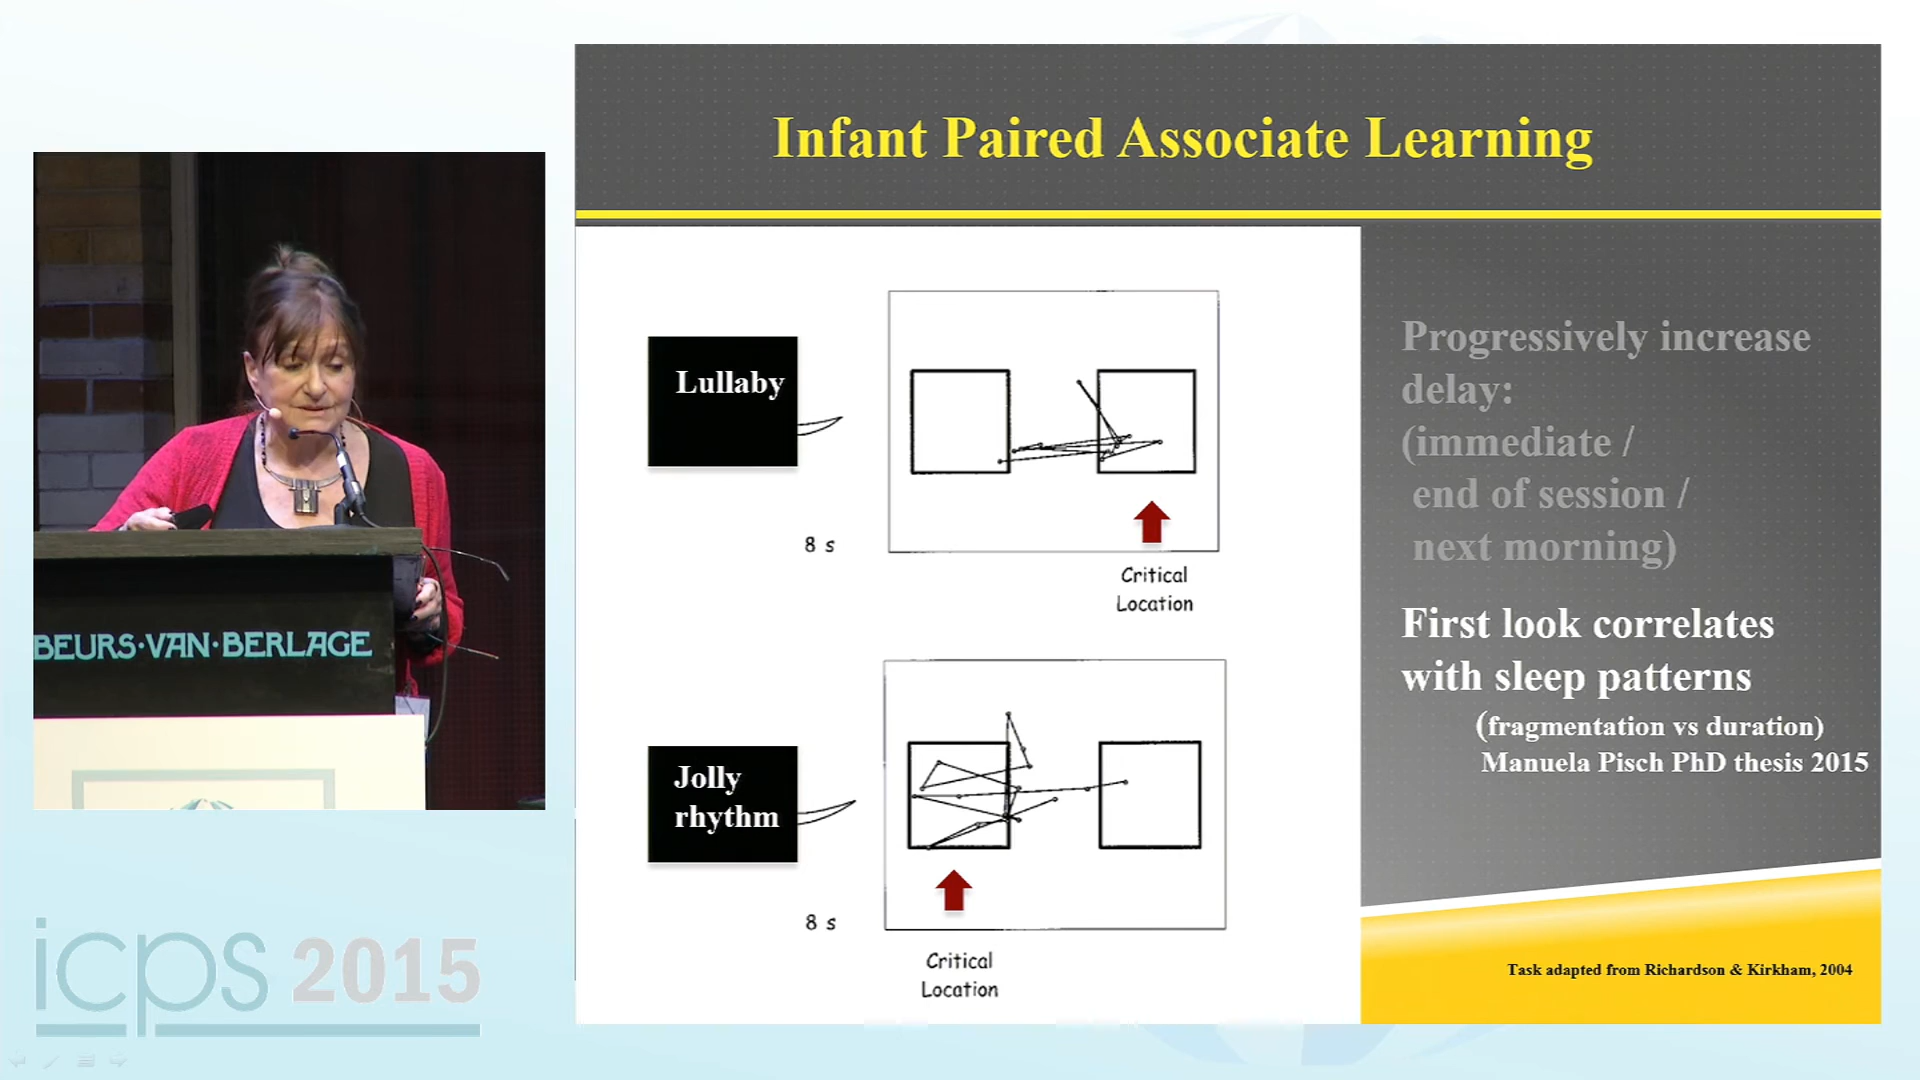 Infant Paired Associate Learning
Lullaby
8 s
Critical
Location
Jolly
rhythm
8 s
Critical
Location
Progressively increase
delay:
(immediate /
end of session /
next morning)
First look correlates
with sleep patterns
(fragmentation vs duration)
Manuela Pisch PhD thesis 2015
Task adapted from Richardson & Kirkham, 2004
BEURS·VAN·BERLAGE
icps 2015